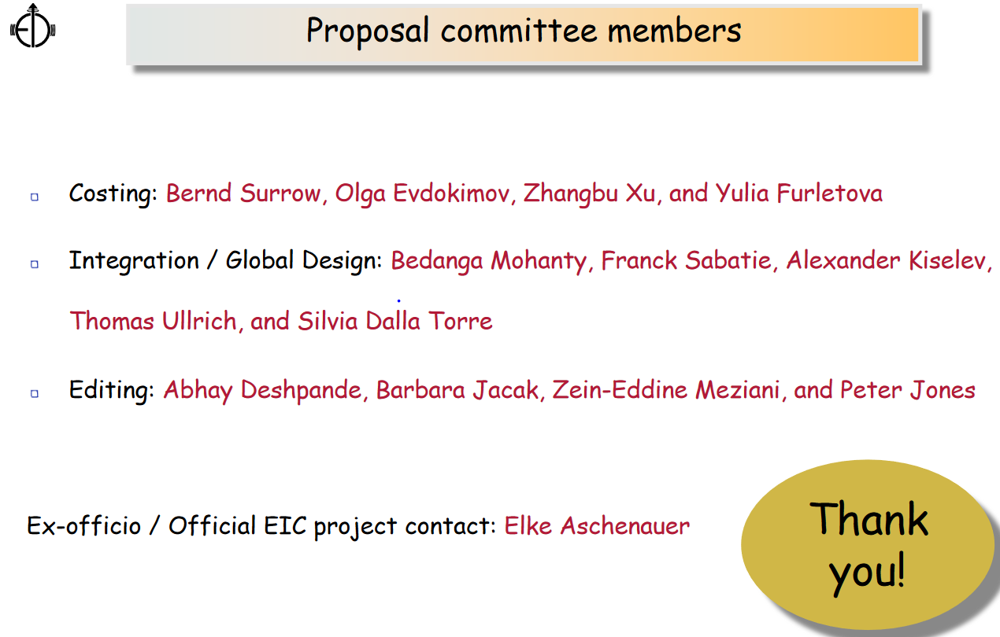 Proposal committee members
Costing: Bernd Surrow, Olga Evdokimov, Zhangbu Xu, and Yulia Furletova
Integration / Global Design: Bedanga Mohanty, Franck Sabatie, Alexander Kiselev,
Thomas Ullrich, and Silvia Dalla Torre
Editing: Abhay Deshpande, Barbara Jacak, Zein-Eddine Meziani, and Peter Jones
Ex-officio / Official EIC project contact: Elke Aschenauer
Thank
you!